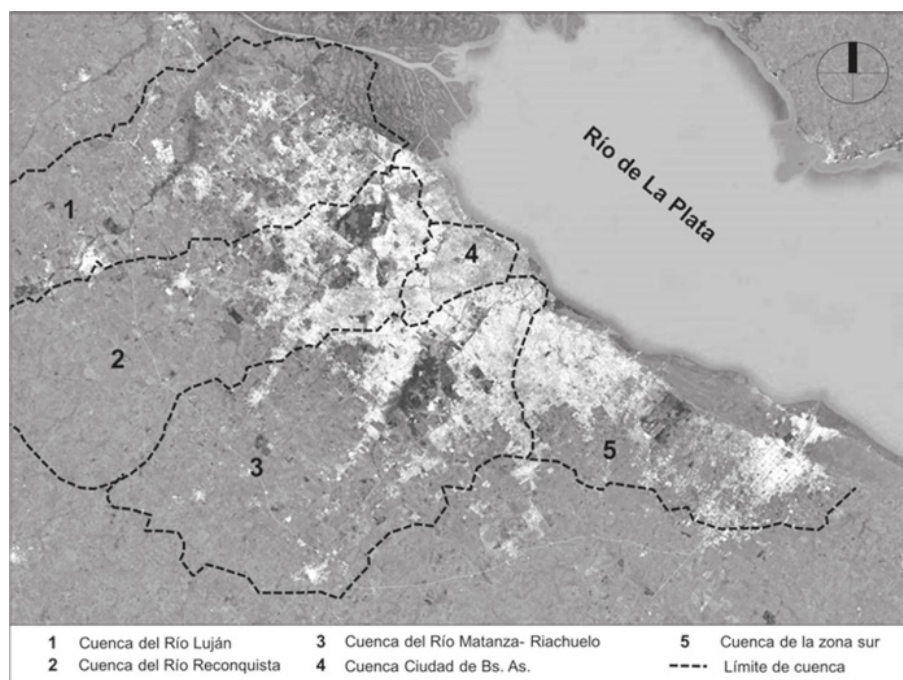 Río de La Plata
1
2
3
4
5
1 Cuenca del Río Luján
2 Cuenca del Río Reconquista
3 Cuenca del Río Matanza- Riachuelo
4 Cuenca Ciudad de Bs. As.
5 Cuenca de la zona sur
Límite de cuenca